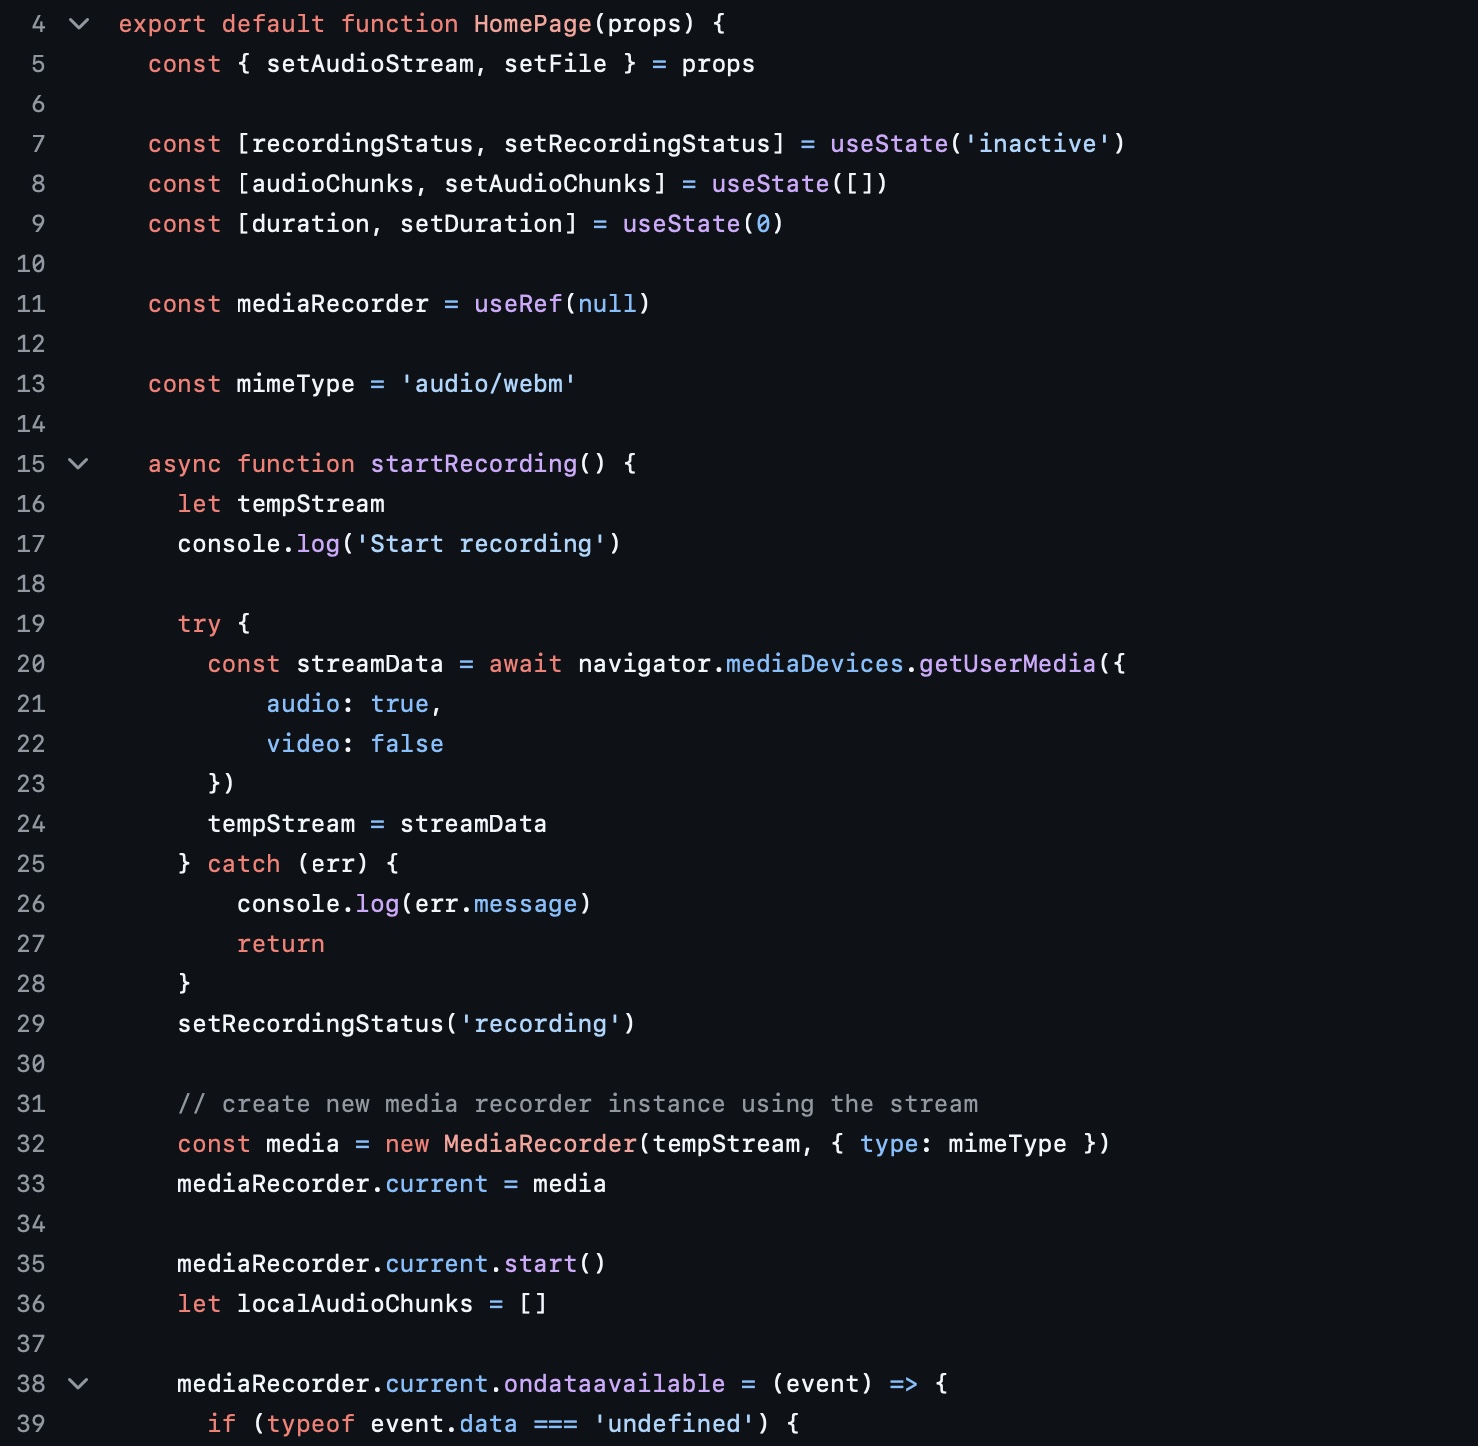 4 export default function HomePage(props) {
5 const { setAudioStream, setFile } = props
6
7 const [recordingStatus, setRecordingStatus] = useState('inactive')
8 const [audioChunks, setAudioChunks] = useState([])
9 const [duration, setDuration] = useState(0)
10
11 const mediaRecorder = useRef(null)
12
13 const mimeType = 'audio/webm'
14
15 async function startRecording() {
16 let tempStream
17 console.log('Start recording')
18
19 try {
20 const streamData = await navigator.mediaDevices.getUserMedia({
21 audio: true,
22 video: false
23 })
24 tempStream = streamData
25 } catch (err) {
26 console.log(err.message)
27 return
28 }
29 setRecordingStatus('recording')
30
31 // create new media recorder instance using the stream
32 const media = new MediaRecorder(tempStream, { type: mimeType })
33 mediaRecorder.current = media
34
35 mediaRecorder.current.start()
36 let localAudioChunks = []
37
38 mediaRecorder.current.ondataavailable = (event) => {
39 if (typeof event.data === 'undefined') {